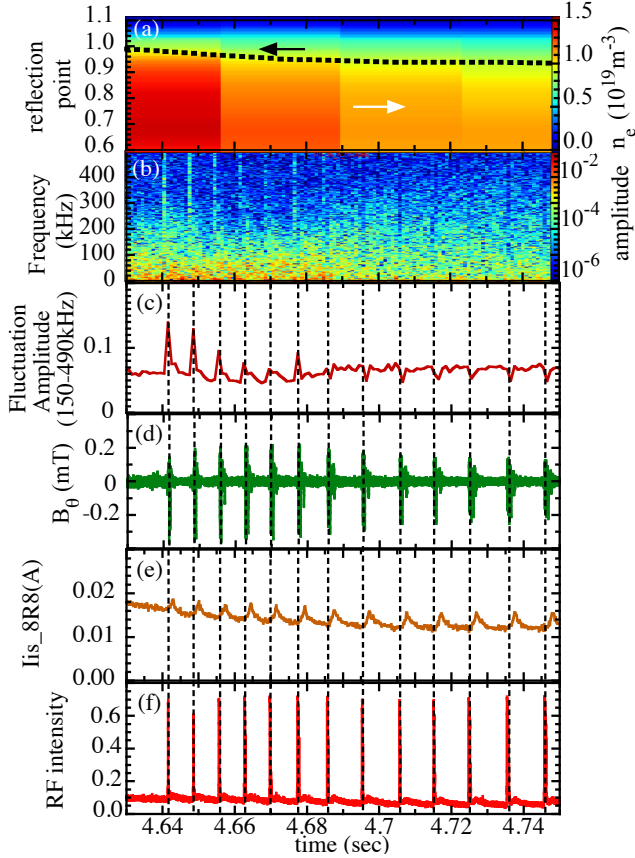 (a)
1.1
1.0
0.9
0.8
0.7
0.6
reflection
point
1.5
1.0
0.5
0.0
n_e (10^19 m^-3)
(b)
400
300
200
100
0
Frequency
(kHz)
10^-2
10^-4
10^-6
amplitude
(c)
0.1
0
Fluctuation
Amplitude
(150-490kHz)
(d)
0.2
0
-0.2
B_θ (mT)
(e)
0.02
0.01
0.00
Iis_8R8(A)
(f)
0.6
0.4
0.2
0.0
RF intensity
4.64
4.66
4.68
4.7
4.72
4.74
time (sec)